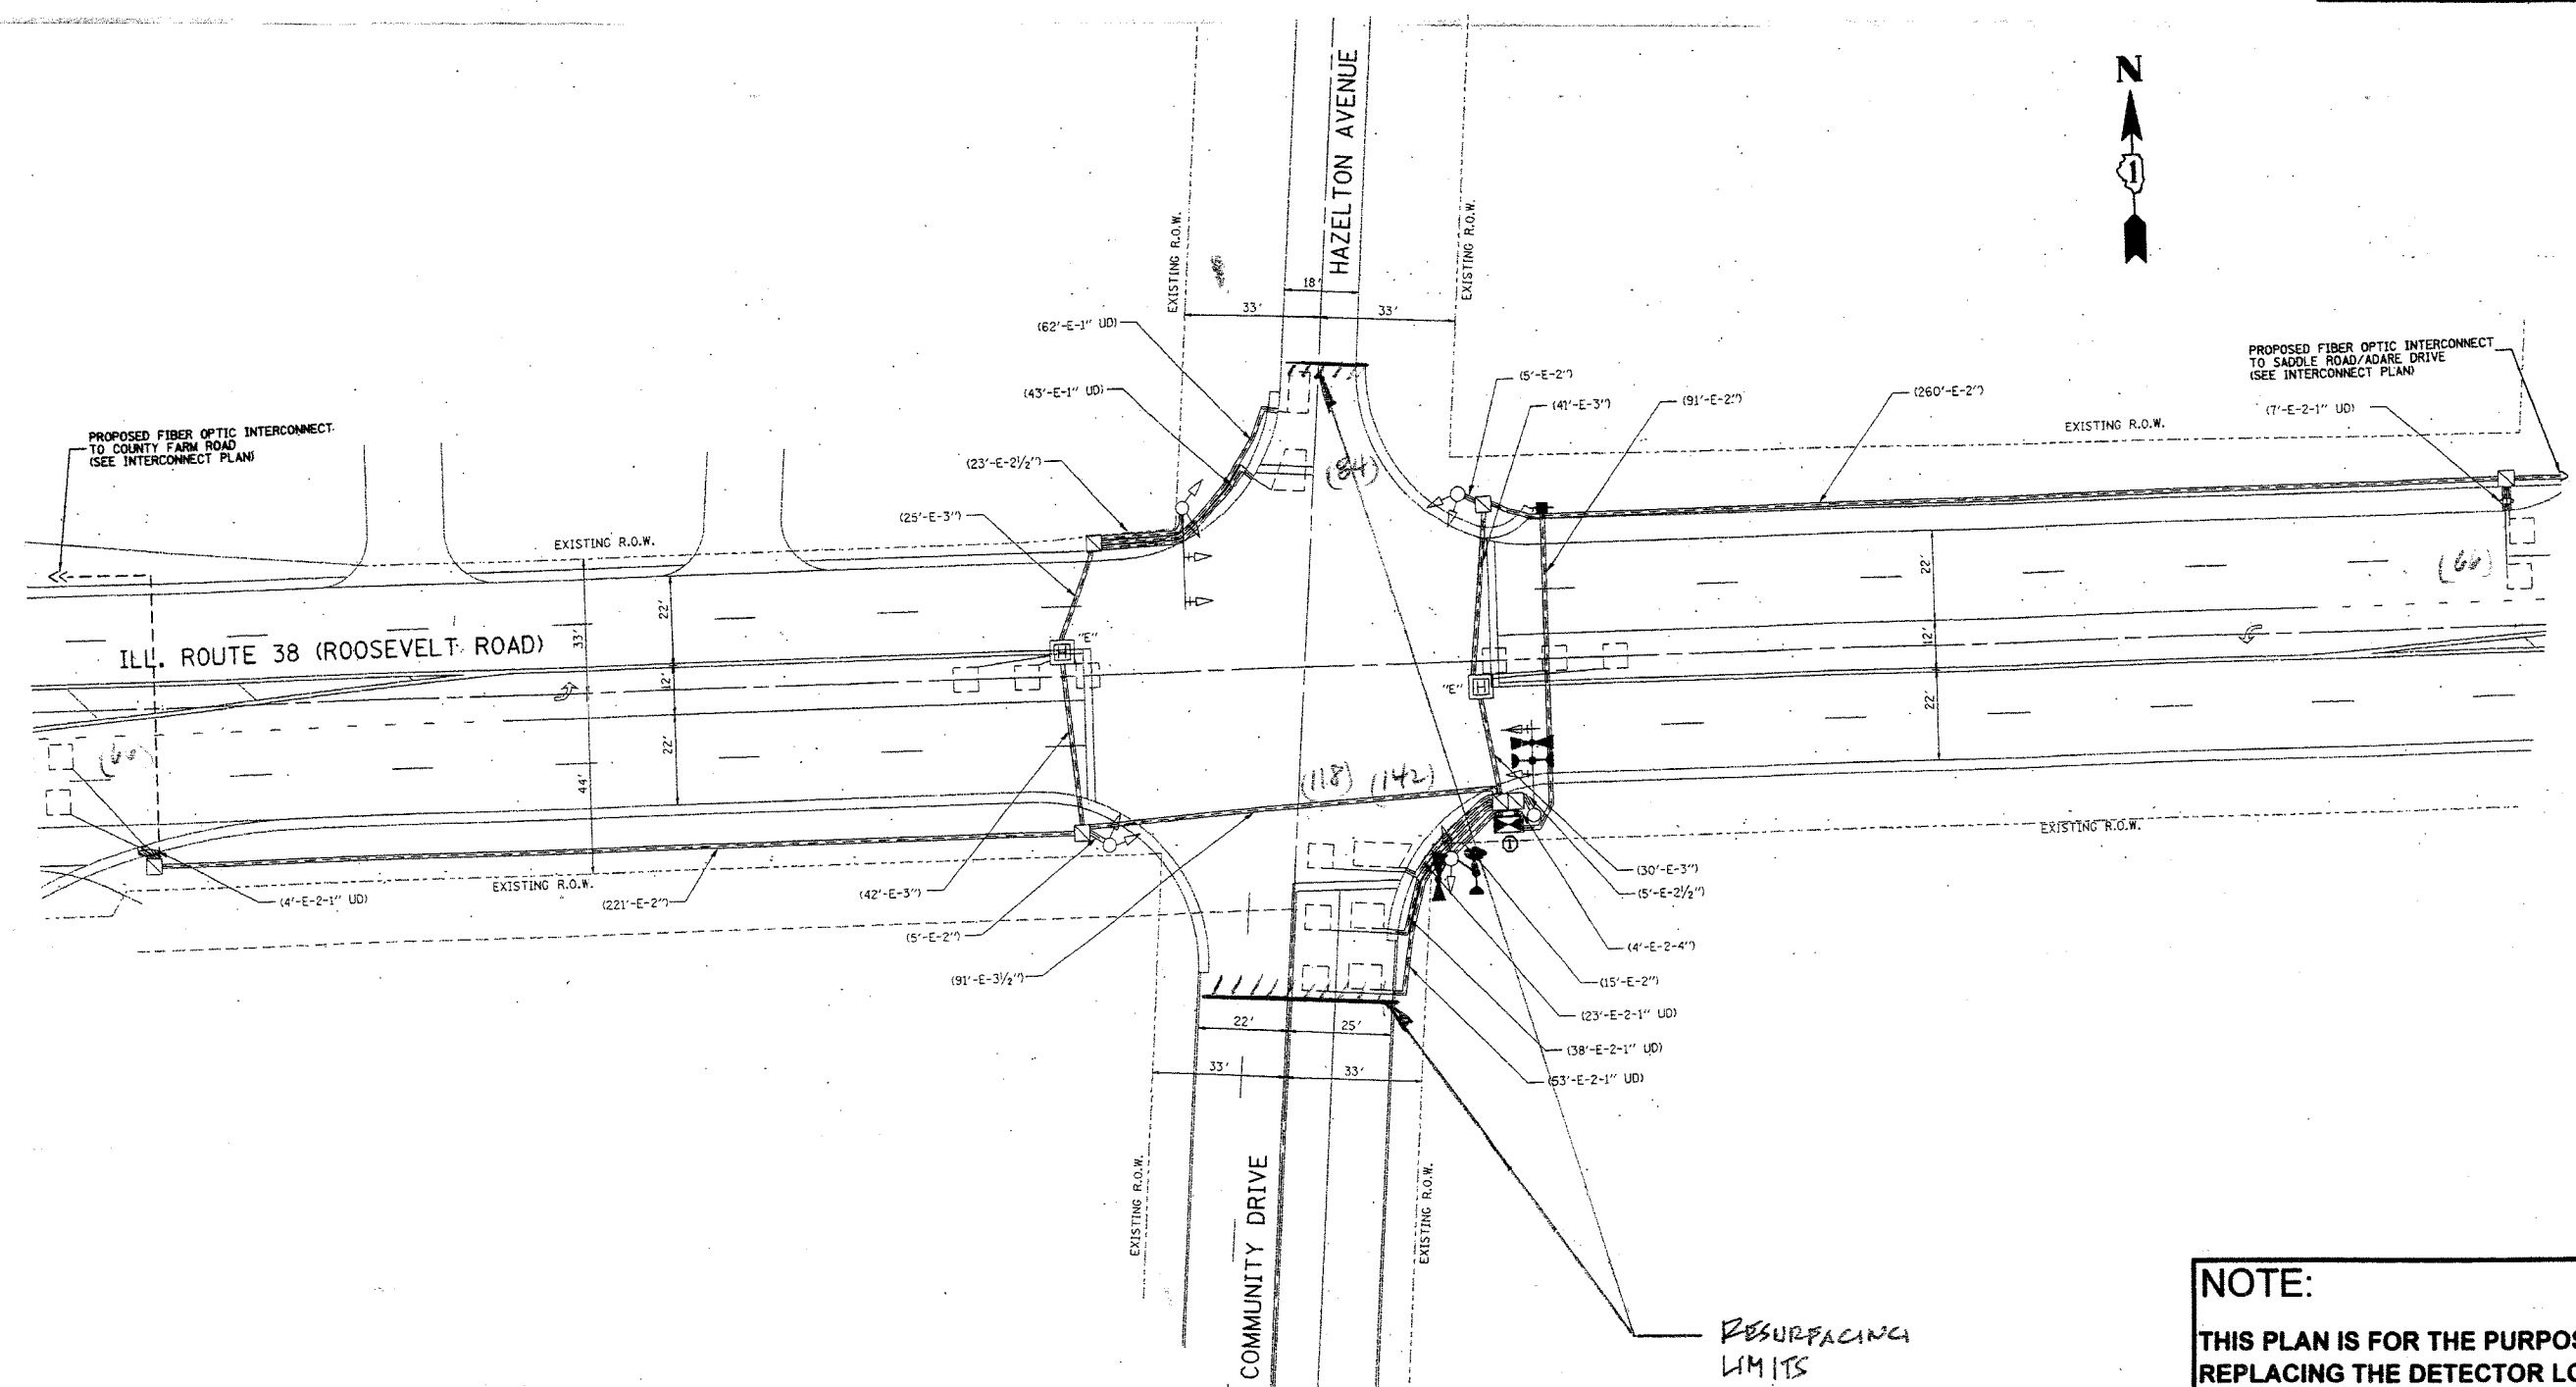 N
1
HAZELTON AVENUE
EXISTING R.O.W.
EXISTING R.O.W.
18'
33'
33'
(62'-E-1" UD)
(43'-E-1" UD)
(23'-E-2½")
(25'-E-3")
(5'-E-2")
(41'-E-3")
(91'-E-2")
(260'-E-2")
PROPOSED FIBER OPTIC INTERCONNECT
TO SADDLE ROAD/ADARE DRIVE
(SEE INTERCONNECT PLAN)
(7'-E-2-1" UD)
EXISTING R.O.W.
PROPOSED FIBER OPTIC INTERCONNECT
TO COUNTY FARM ROAD
(SEE INTERCONNECT PLAN)
EXISTING R.O.W.
(84)
(66)
ILL. ROUTE 38 (ROOSEVELT ROAD)
22'
33'
12'
22'
44'
"E"
H
"E"
H
22'
12'
22'
(118) (142)
T
EXISTING R.O.W.
EXISTING R.O.W.
(4'-E-2-1" UD)
(221'-E-2")
(42'-E-3")
(5'-E-2")
(91'-E-3½")
(30'-E-3")
(5'-E-2½")
(4'-E-2-4")
(15'-E-2")
(23'-E-2-1" UD)
(38'-E-2-1" UD)
(53'-E-2-1" UD)
22'
25'
33'
33'
EXISTING R.O.W.
COMMUNITY DRIVE
EXISTING R.O.W.
RESURFACING
LIMITS
NOTE:
THIS PLAN IS FOR THE PURPOS
REPLACING THE DETECTOR LO